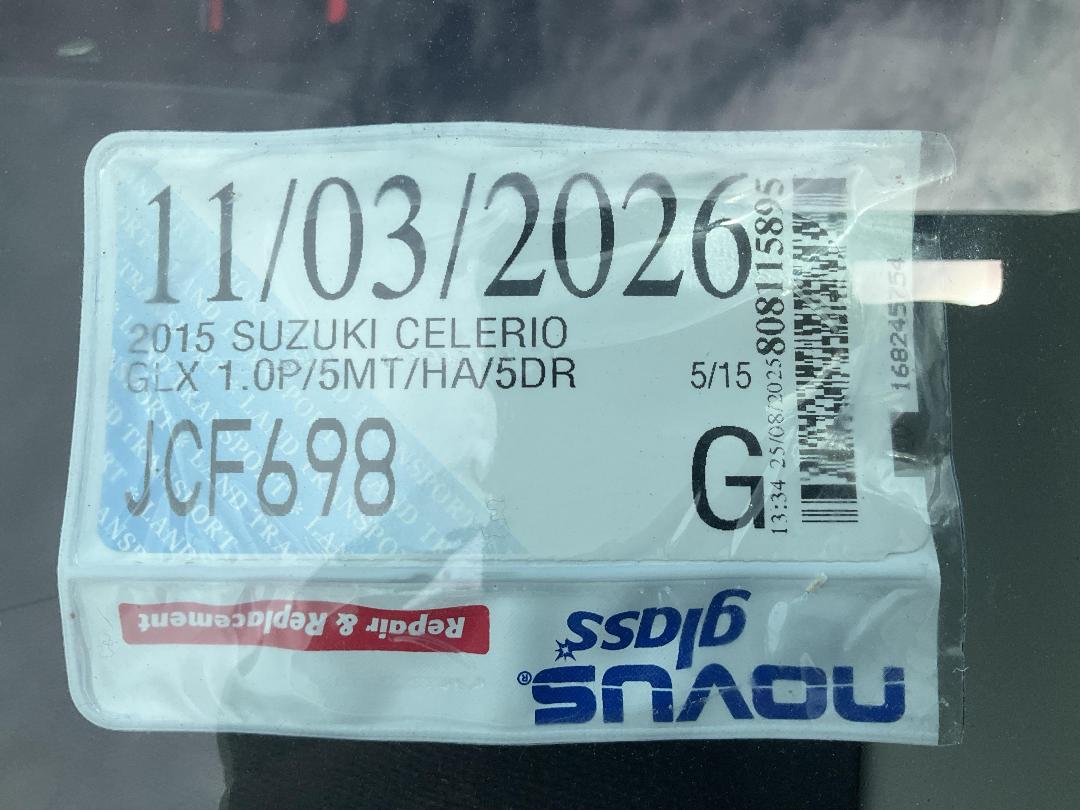 11/03/2026
2015 SUZUKI CELERIO
GLX 1.0P/5MT/HA/5DR 5/15
JCF698 G
13:34 25/08/2025 808115895
168245754
Repair & Replacement
novus® glass